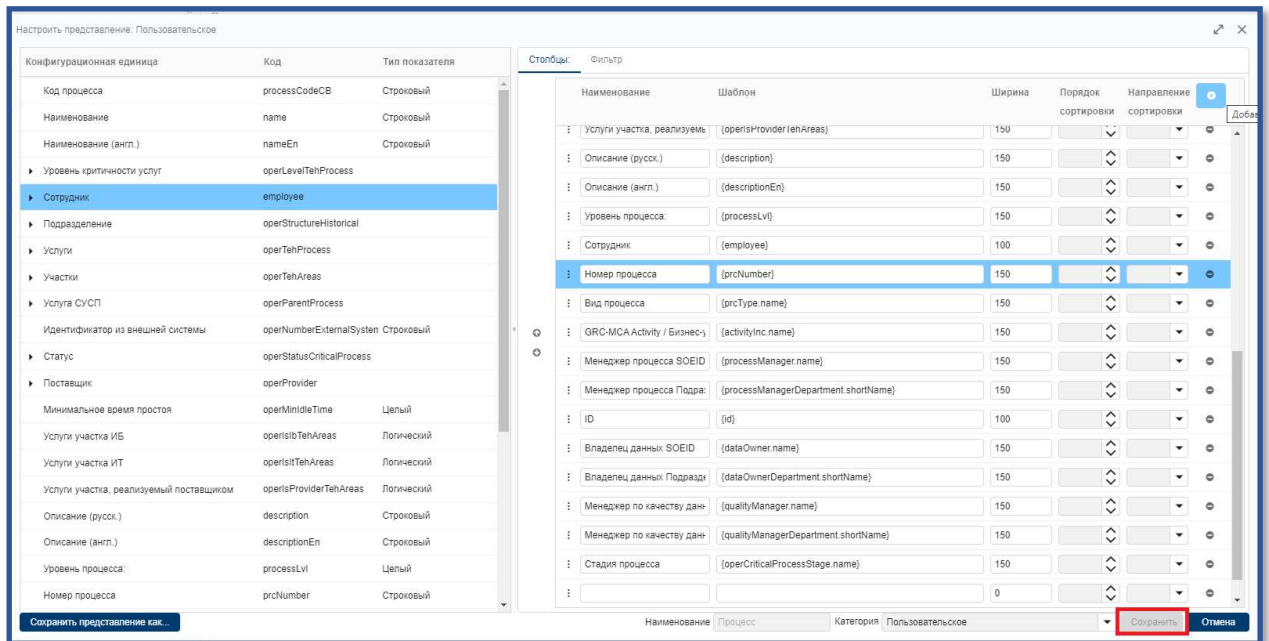 Настроить представление: Пользовательское
Конфигурационная единица Код Тип показателя
Код процесса processCodeCB Строковый
Наименование name Строковый
Наименование (англ.) nameEn Строковый
Уровень критичности услуг operLevelTehProcess
Сотрудник employee
Подразделение operStructureHistorical
Услуги operTehProcess
Участки operTehAreas
Услуга СУСП operParentProcess
Идентификатор из внешней системы operNumberExternalSysten Строковый
Статус operStatusCriticalProcess
Поставщик operProvider
Минимальное время простоя operMinIdleTime Целый
Услуги участка ИБ operIsIbTehAreas Логический
Услуги участка ИТ operIsItTehAreas Логический
Услуги участка, реализуемый поставщиком operIsProviderTehAreas Логический
Описание (русск.) description Строковый
Описание (англ.) descriptionEn Строковый
Уровень процесса: processLvl Целый
Номер процесса prcNumber Строковый
Сохранить представление как...
Столбцы: Фильтр
Наименование Шаблон Ширина Порядок сортировки Направление сортировки
Добав
Услуги участка, реализуемь {operIsProviderTehAreas} 150
Описание (русск.) {description} 150
Описание (англ.) {descriptionEn} 150
Уровень процесса: {processLvl} 150
Сотрудник {employee} 100
Номер процесса {prcNumber} 150
Вид процесса {prcType.name} 150
GRC-MCA Activity / Бизнес-у {activityInc.name} 150
Менеджер процесса SOEID {processManager.name} 150
Менеджер процесса Подра: {processManagerDepartment.shortName} 150
ID {id} 100
Владелец данных SOEID {dataOwner.name} 150
Владелец данных Подразде {dataOwnerDepartment.shortName} 150
Менеджер по качеству дан {qualityManager.name} 150
Менеджер по качеству дан {qualityManagerDepartment.shortName} 150
Стадия процесса {operCriticalProcessStage.name} 150
0
Наименование Процесс Категория Пользовательское Сохранить Отмена